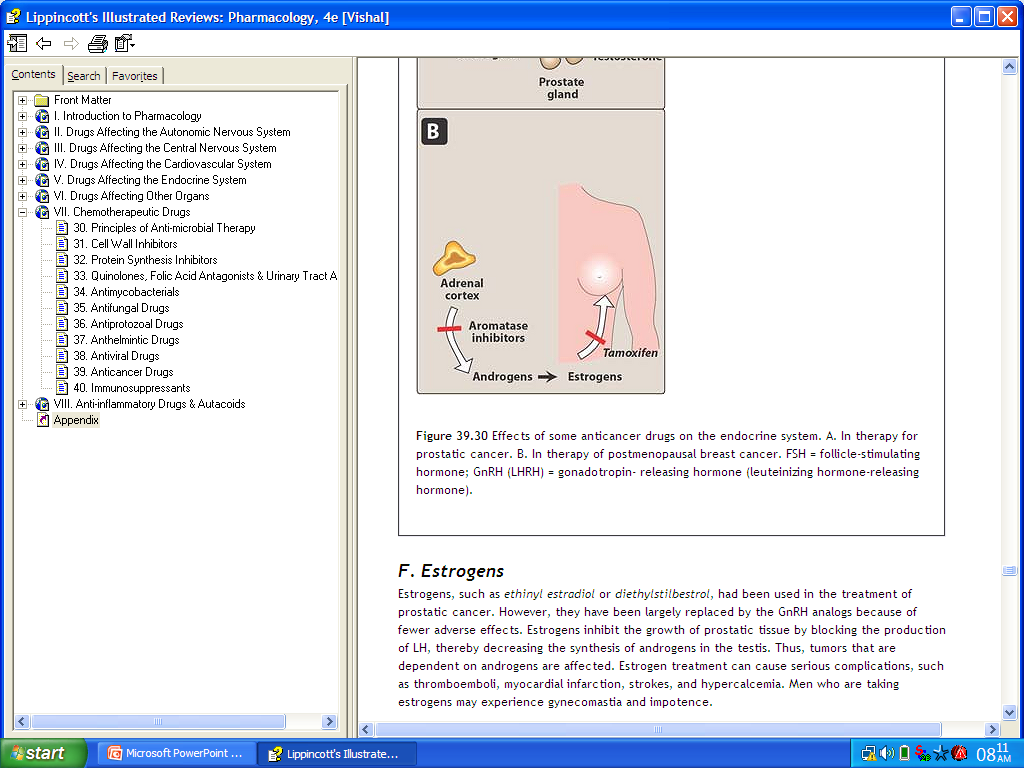 Lippincott's Illustrated Reviews: Pharmacology, 4e [Vishal]
Contents Search Favorites
Front Matter
I. Introduction to Pharmacology
II. Drugs Affecting the Autonomic Nervous System
III. Drugs Affecting the Central Nervous System
IV. Drugs Affecting the Cardiovascular System
V. Drugs Affecting the Endocrine System
VI. Drugs Affecting Other Organs
VII. Chemotherapeutic Drugs
30. Principles of Anti-microbial Therapy
31. Cell Wall Inhibitors
32. Protein Synthesis Inhibitors
33. Quinolones, Folic Acid Antagonists & Urinary Tract A
34. Antimycobacterials
35. Antifungal Drugs
36. Antiprotozoal Drugs
37. Anthelmintic Drugs
38. Antiviral Drugs
39. Anticancer Drugs
40. Immunosuppressants
VIII. Anti-inflammatory Drugs & Autacoids
Appendix
Testosterone
Prostate
gland
B
Adrenal
cortex
Aromatase
inhibitors
Tamoxifen
Androgens Estrogens
Figure 39.30 Effects of some anticancer drugs on the endocrine system. A. In therapy for
prostatic cancer. B. In therapy of postmenopausal breast cancer. FSH = follicle-stimulating
hormone; GnRH (LHRH) = gonadotropin- releasing hormone (leuteinizing hormone-releasing
hormone).
F. Estrogens
Estrogens, such as ethinyl estradiol or diethylstilbestrol, had been used in the treatment of
prostatic cancer. However, they have been largely replaced by the GnRH analogs because of
fewer adverse effects. Estrogens inhibit the growth of prostatic tissue by blocking the production
of LH, thereby decreasing the synthesis of androgens in the testis. Thus, tumors that are
dependent on androgens are affected. Estrogen treatment can cause serious complications, such
as thromboemboli, myocardial infarction, strokes, and hypercalcemia. Men who are taking
estrogens may experience gynecomastia and impotence.
start Microsoft PowerPoint ... Lippincott's Illustrate... 08 11 AM